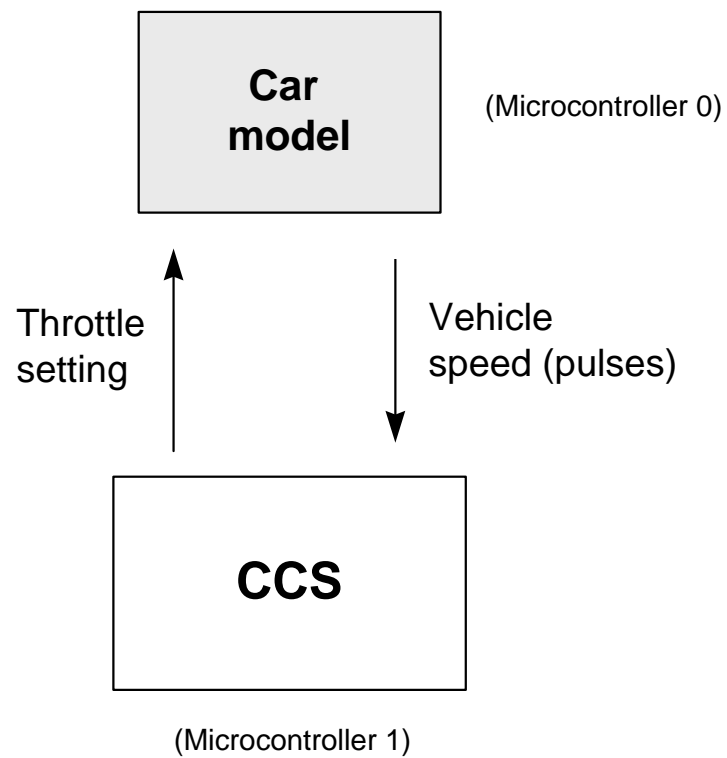 Car
model
(Microcontroller 0)
Throttle
setting
Vehicle
speed (pulses)
CCS
(Microcontroller 1)